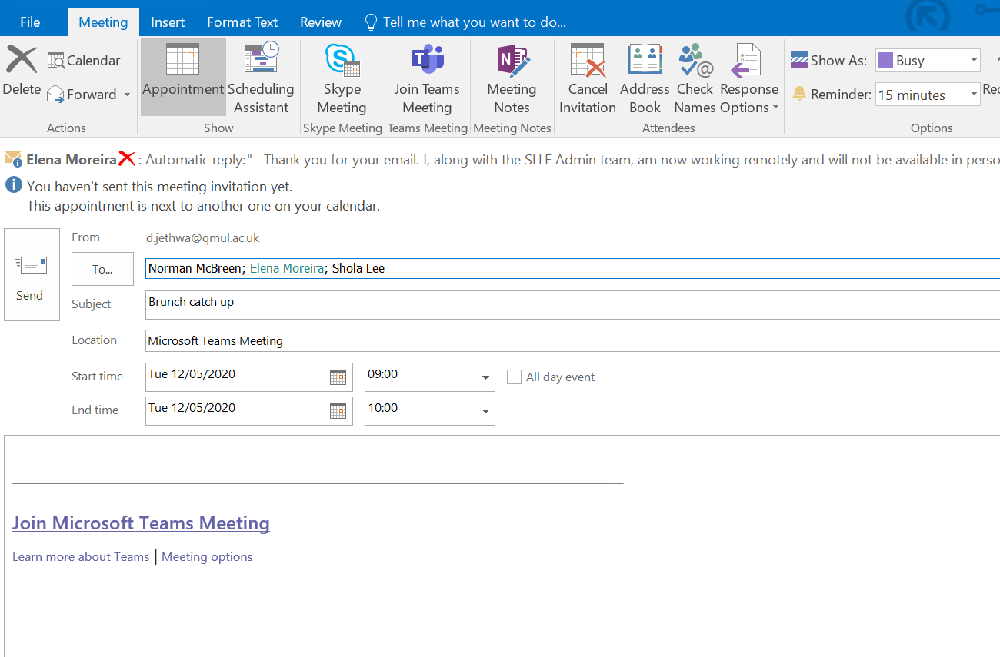 File Meeting Insert Format Text Review Tell me what you want to do...
Delete Calendar Forward
Actions
Appointment Scheduling Assistant
Show
Skype Meeting
Skype Meeting
Join Teams Meeting
Teams Meeting
Meeting Notes
Meeting Notes
Cancel Invitation Address Book Check Names Response Options
Attendees
Show As: Busy
Reminder: 15 minutes
Options
Elena Moreira : Automatic reply:" Thank you for your email. I, along with the SLLF Admin team, am now working remotely and will not be available in perso
You haven't sent this meeting invitation yet.
This appointment is next to another one on your calendar.
Send
From d.jethwa@qmul.ac.uk
To... Norman McBreen; Elena Moreira; Shola Lee
Subject Brunch catch up
Location Microsoft Teams Meeting
Start time Tue 12/05/2020 09:00 All day event
End time Tue 12/05/2020 10:00
Join Microsoft Teams Meeting
Learn more about Teams | Meeting options